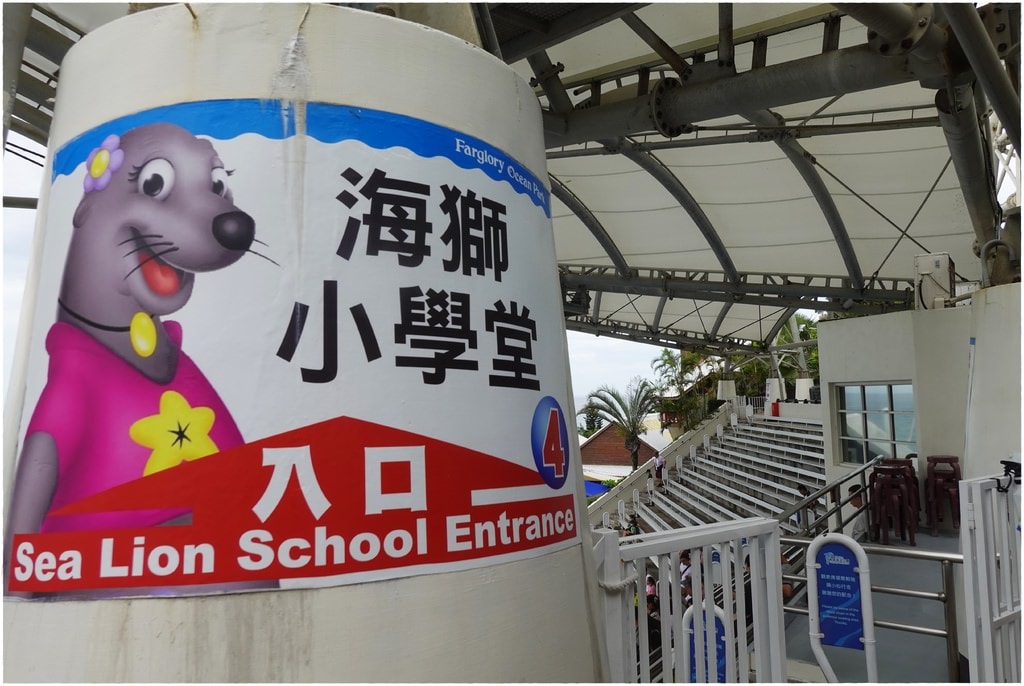 Farglory Ocean Park
海獅
小學堂
入口
4
Sea Lion School Entrance